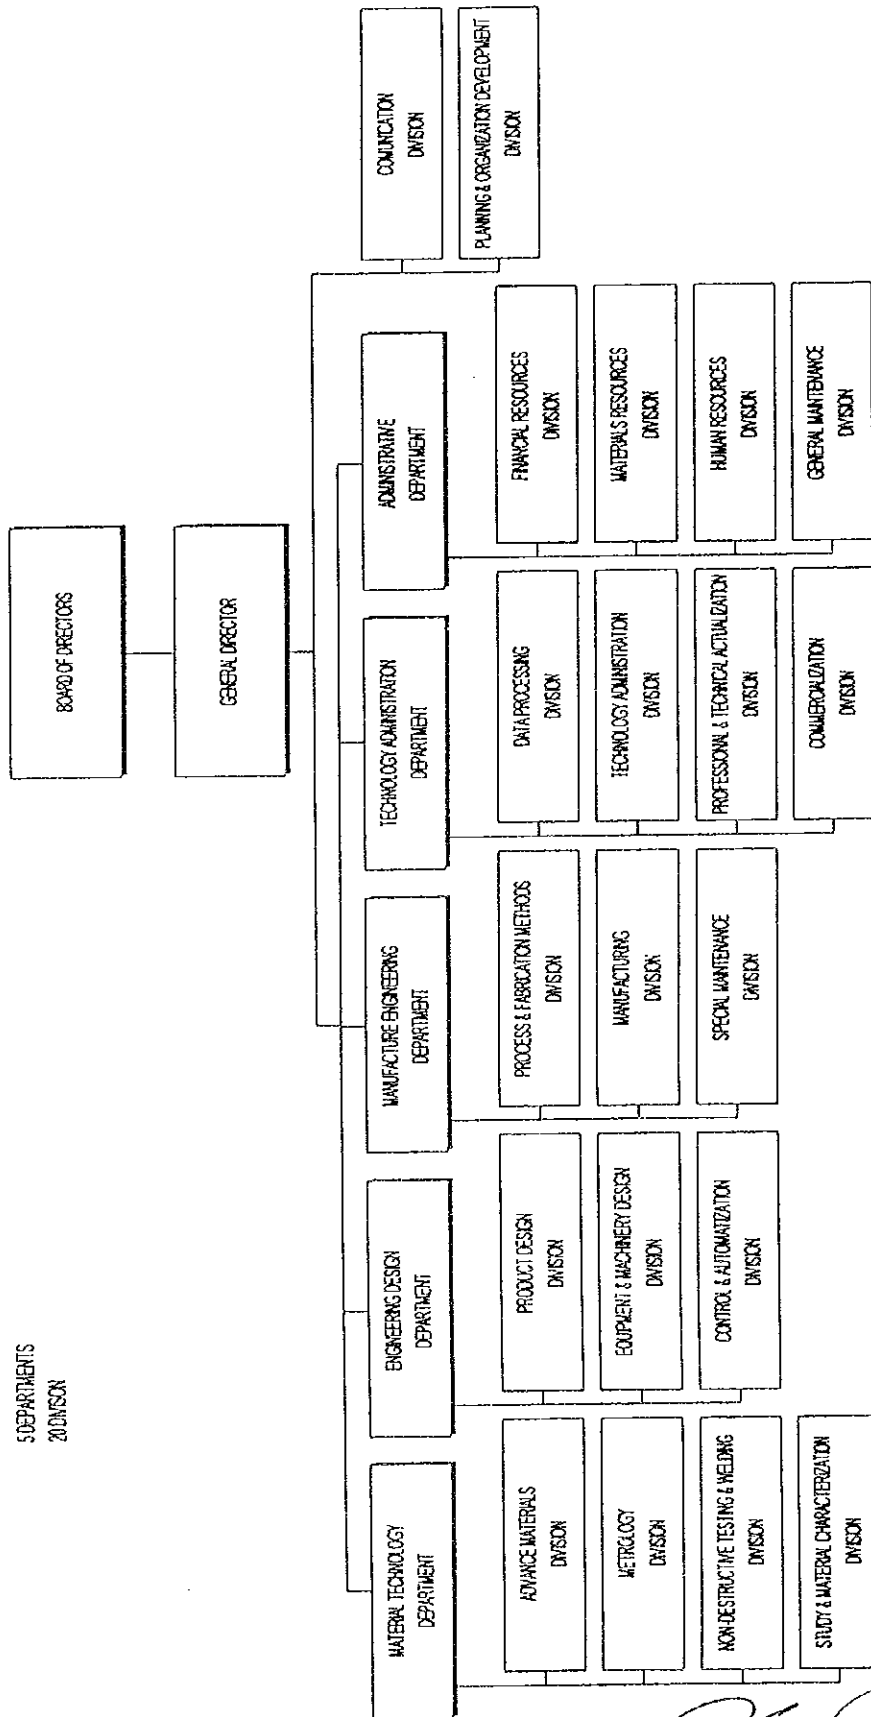 5 DEPARTMENTS
20 DIVISON
BOARD OF DIRECTORS
GENERAL DIRECTOR
MATERIAL TECHNOLOGY
DEPARTMENT
ENGINEERING DESIGN
DEPARTMENT
MANUFACTURE ENGINEERING
DEPARTMENT
TECHNOLOGY ADMINISTRATION
DEPARTMENT
ADMINISTRATIVE
DEPARTMENT
COMUNICATION
DIVISION
PLANNING & ORGANIZATION DEVELOPMENT
DIVISION
ADVANCE MATERIALS
DIVISION
METROLOGY
DIVISION
NON-DESTRUCTIVE TESTING & WELDING
DIVISION
STUDY & MATERIAL CHARACTERIZATION
DIVISION
PRODUCT DESIGN
DIVISION
EQUIPMENT & MACHINERY DESIGN
DIVISION
CONTROL & AUTOMATIZATION
DIVISION
PROCESS & FABRICATION METHODS
DIVISION
MANUFACTURING
DIVISION
SPECIAL MAINTENANCE
DIVISION
DATA PROCESSING
DIVISION
TECHNOLOGY ADMINISTRATION
DIVISION
PROFESSIONAL & TECHNICAL ACTUALIZATION
DIVISION
COMMERCIALIZATION
DIVISION
FINANCIAL RESOURCES
DIVISION
MATERIALS RESOURCES
DIVISION
HUMAN RESOURCES
DIVISION
GENERAL MAINTENANCE
DIVISION